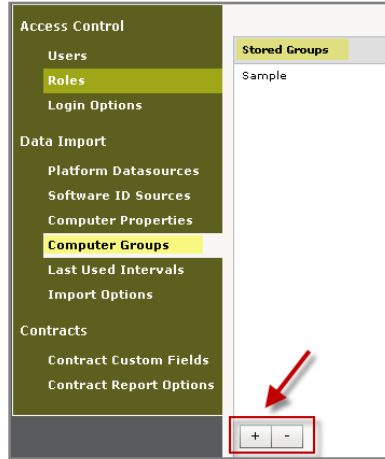 Access Control
Users
Roles
Login Options
Data Import
Platform Datasources
Software ID Sources
Computer Properties
Computer Groups
Last Used Intervals
Import Options
Contracts
Contract Custom Fields
Contract Report Options
Stored Groups
Sample
+ -